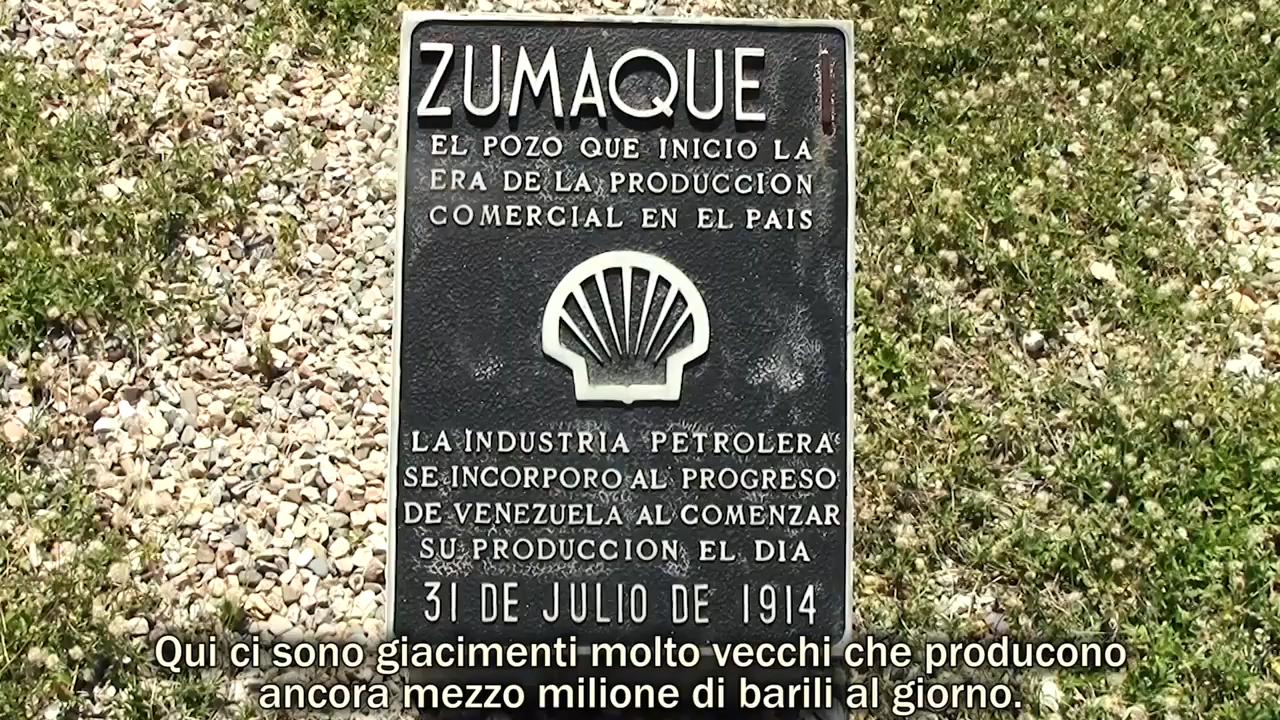 ZUMAQUE I
EL POZO QUE INICIO LA
ERA DE LA PRODUCCION
COMERCIAL EN EL PAIS
LA INDUSTRIA PETROLERA
SE INCORPORO AL PROGRESO
DE VENEZUELA AL COMENZAR
SU PRODUCCION EL DIA
31 DE JULIO DE 1914
Qui ci sono giacimenti molto vecchi che producono
ancora mezzo milione di barili al giorno.